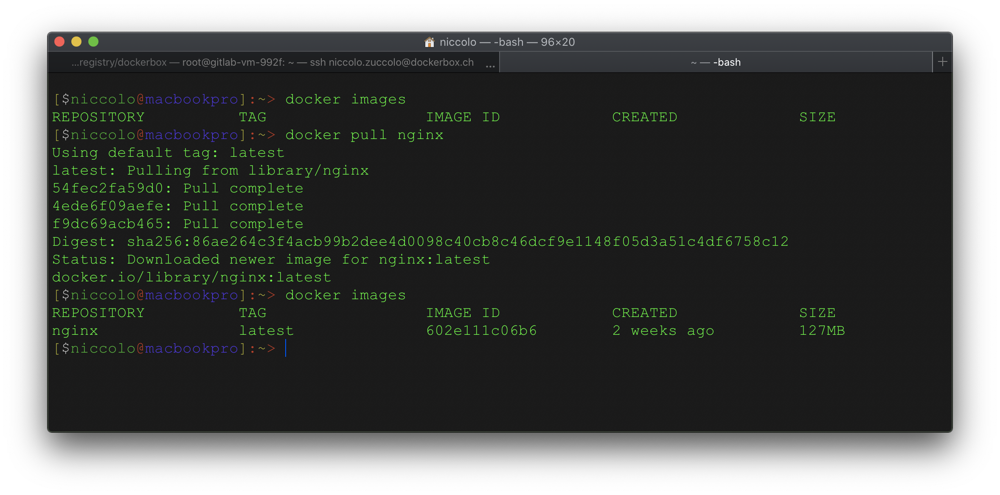 niccolo — -bash — 96×20
...registry/dockerbox — root@gitlab-vm-992f: ~ — ssh niccolo.zuccolo@dockerbox.ch ...
~ — -bash
[$niccolo@macbookpro]:~> docker images
REPOSITORY TAG IMAGE ID CREATED SIZE
[$niccolo@macbookpro]:~> docker pull nginx
Using default tag: latest
latest: Pulling from library/nginx
54fec2fa59d0: Pull complete
4ede6f09aefe: Pull complete
f9dc69acb465: Pull complete
Digest: sha256:86ae264c3f4acb99b2dee4d0098c40cb8c46dcf9e1148f05d3a51c4df6758c12
Status: Downloaded newer image for nginx:latest
docker.io/library/nginx:latest
[$niccolo@macbookpro]:~> docker images
REPOSITORY TAG IMAGE ID CREATED SIZE
nginx latest 602e111c06b6 2 weeks ago 127MB
[$niccolo@macbookpro]:~>